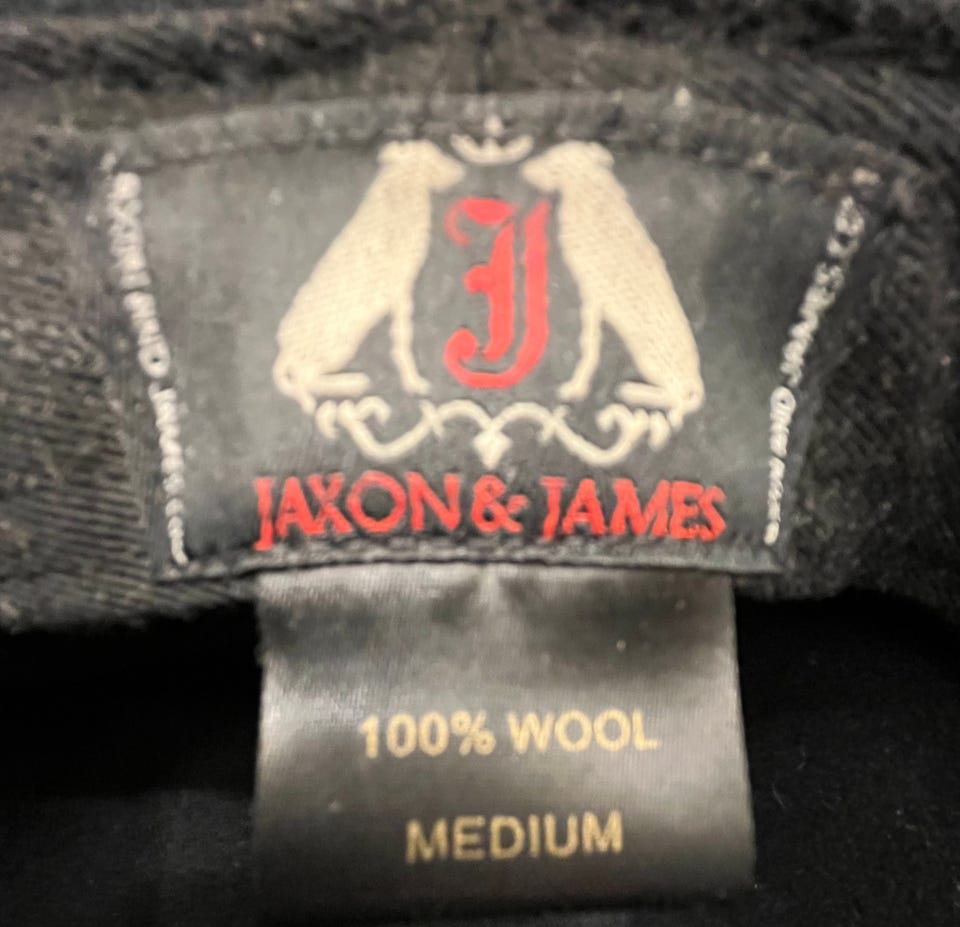 J
JAXON & JAMES
100% WOOL
MEDIUM